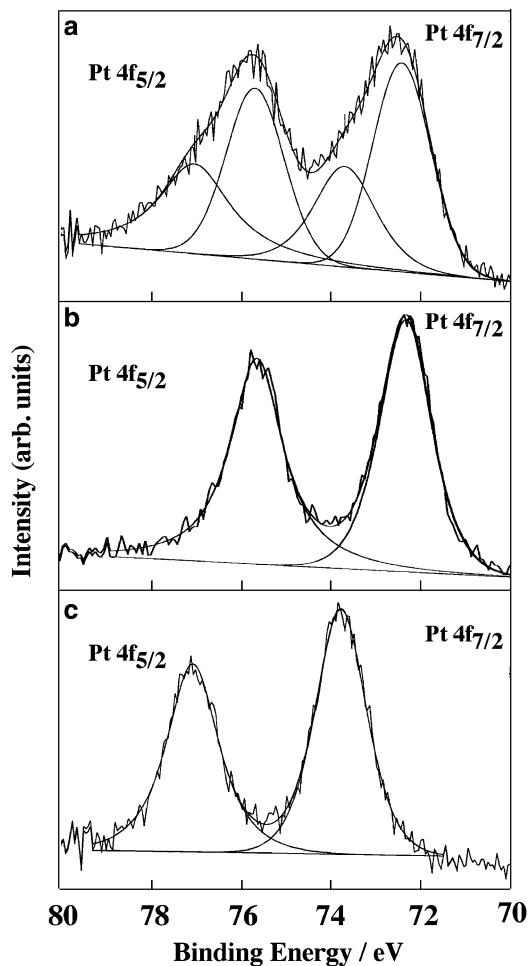 a
Pt 4f7/2
Pt 4f5/2
b
Pt 4f7/2
Pt 4f5/2
c
Pt 4f7/2
Pt 4f5/2
Intensity (arb. units)
80 78 76 74 72 70
Binding Energy / eV